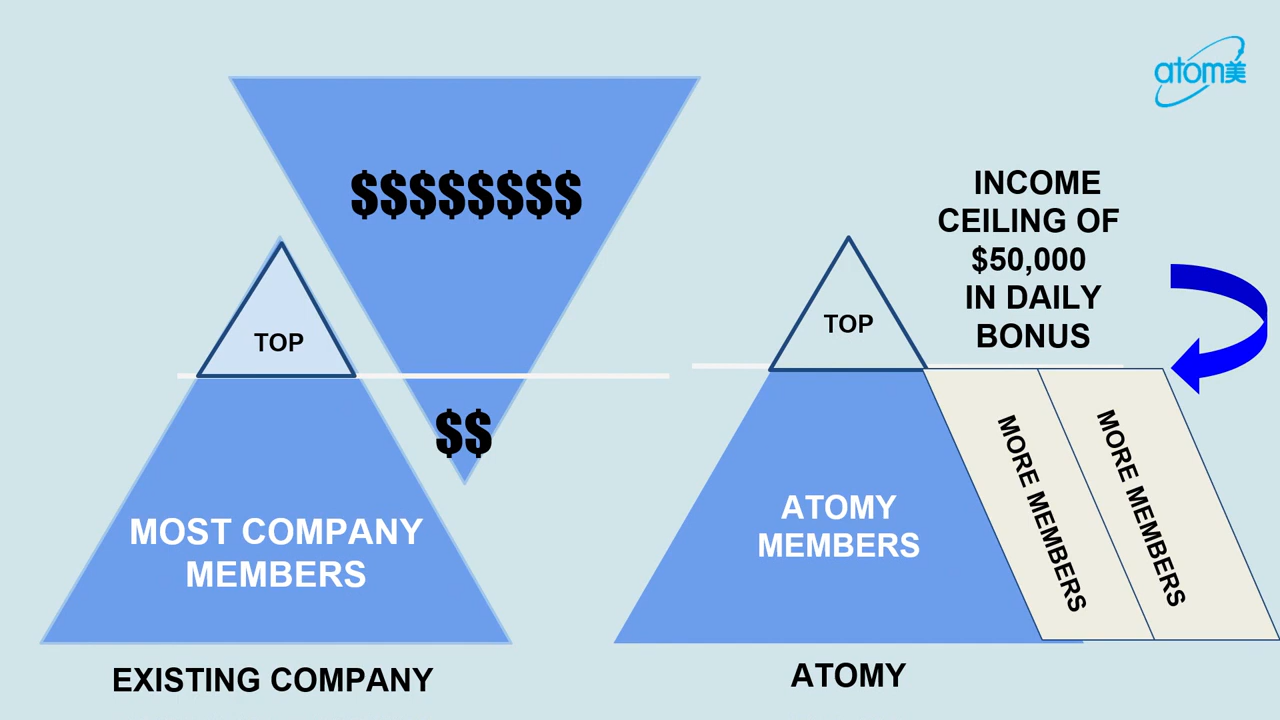 atom美
$$$$$$$$
TOP
$$
MOST COMPANY
MEMBERS
EXISTING COMPANY
INCOME
CEILING OF
$50,000
IN DAILY
BONUS
TOP
ATOMY
MEMBERS
MORE MEMBERS
MORE MEMBERS
ATOMY